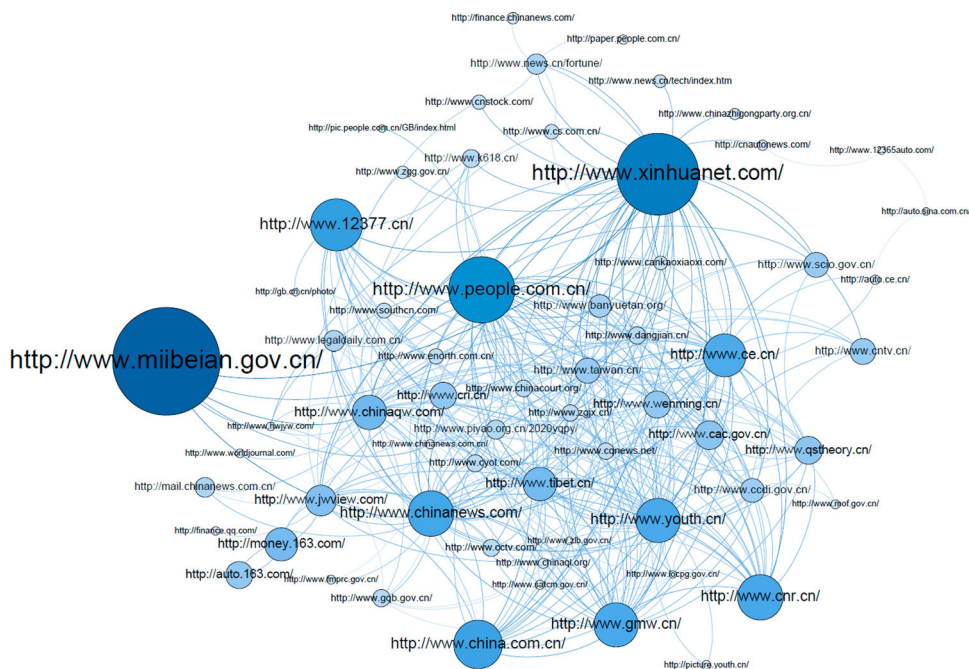 http://finance.chinanews.com/
http://paper.people.com.cn/
http://www.news.cn/fortune/
http://www.news.cn/tech/index.htm
http://www.cnstock.com/
http://www.chinazhigongparty.org.cn/
http://pic.people.com.cn/GB/index.html
http://www.cs.com.cn/
http://cnautonews.com/
http://www.12365auto.com/
http://www.k618.cn/
http://www.zgg.gov.cn/
http://www.xinhuanet.com/
http://auto.sina.com.cn/
http://www.12377.cn/
http://www.cankaoxiaoxi.com/
http://www.scio.gov.cn/
http://auto.ce.cn/
http://www.people.com.cn/
http://gb.cri.cn/photo/
http://www.banyuetan.org/
http://www.southcn.com/
http://www.legaldaily.com.cn/
http://www.dangjian.cn/
http://www.miibeian.gov.cn/
http://www.enorth.com.cn/
http://www.ce.cn/
http://www.cntv.cn/
http://www.taiwan.cn/
http://www.chinacourt.org/
http://www.cri.cn/
http://www.wenming.cn/
http://www.chinaqw.com/
http://www.zgjx.cn/
http://www.hwjyw.com/
http://www.piyao.org.cn/2020yqpy/
http://www.cac.gov.cn/
http://www.chinanews.com.cn/
http://www.worldjournal.com/
http://www.cqnews.net/
http://www.qstheory.cn/
http://www.cyol.com/
http://mail.chinanews.com.cn/
http://www.tibet.cn/
http://www.ccdi.gov.cn/
http://www.jwview.com/
http://www.mof.gov.cn/
http://www.chinanews.com/
http://www.youth.cn/
http://finance.qq.com/
http://money.163.com/
http://www.zlb.gov.cn/
http://www.cctv.com/
http://www.chinaql.org/
http://auto.163.com/
http://www.fmprc.gov.cn/
http://www.satcm.gov.cn/
http://www.gqb.gov.cn/
http://www.cnr.cn/
http://www.gmw.cn/
http://www.china.com.cn/
http://picture.youth.cn/